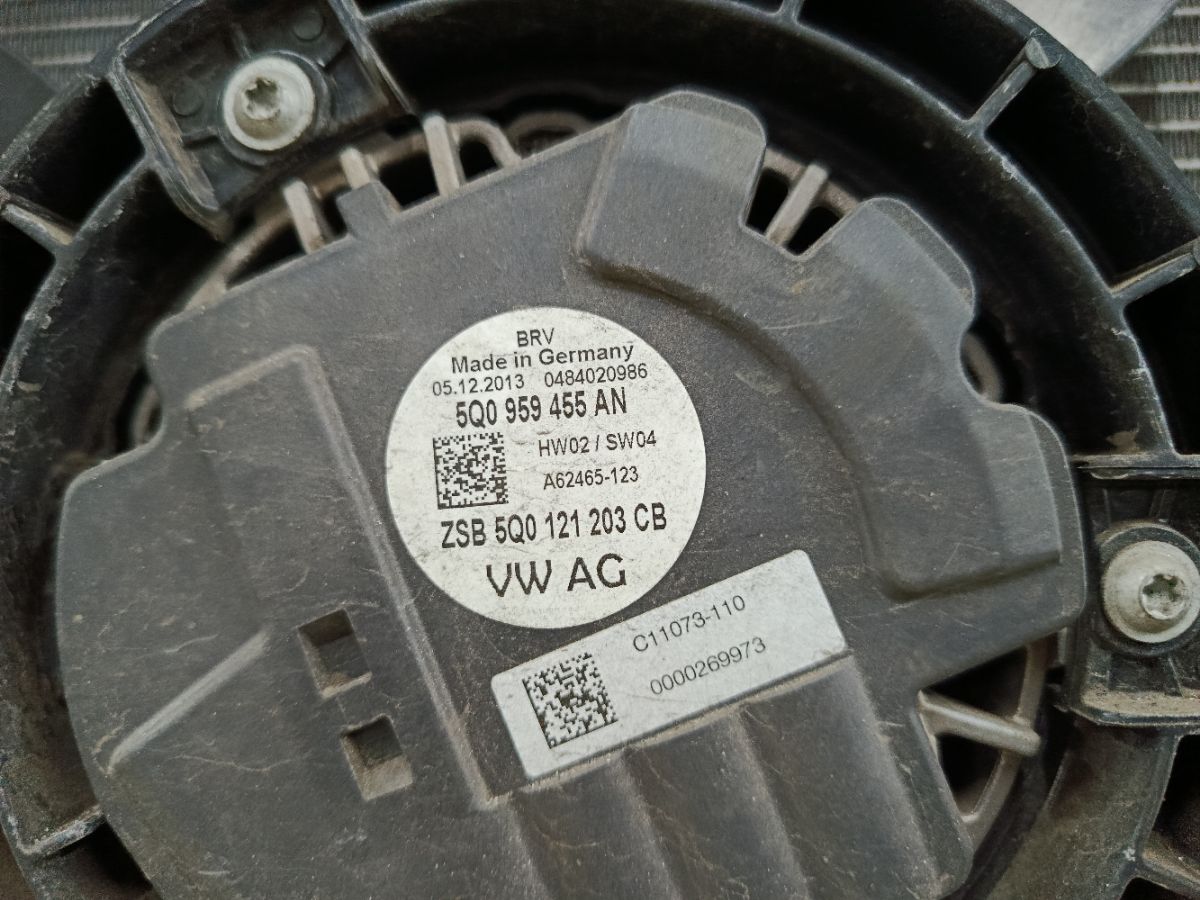 BRV
Made in Germany
05.12.2013 0484020986
5Q0 959 455 AN
HW02 / SW04
A62465-123
ZSB 5Q0 121 203 CB
VW AG
C11073-110
0000269973